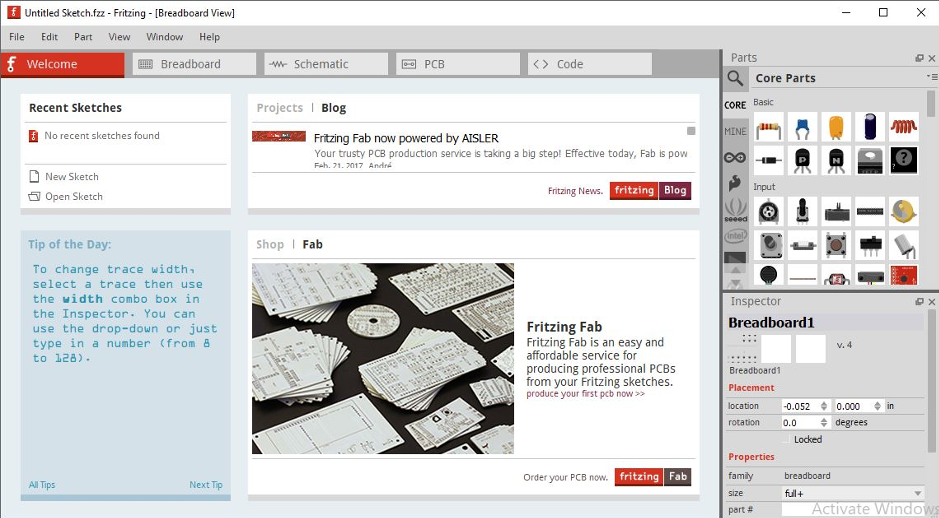 Untitled Sketch.fzz - Fritzing - [Breadboard View]
File Edit Part View Window Help
Welcome Breadboard Schematic PCB Code
Recent Sketches
No recent sketches found
New Sketch
Open Sketch
Projects | Blog
Fritzing Fab now powered by AISLER
Your trusty PCB production service is taking a big step! Effective today, Fab is pow
Feb. 21, 2017, André
Fritzing News. fritzing Blog
Tip of the Day:
To change trace width,
select a trace then use
the width combo box in
the Inspector. You can
use the drop-down or just
type in a number (from 8
to 128).
All Tips Next Tip
Shop | Fab
Fritzing Fab
Fritzing Fab is an easy and
affordable service for
producing professional PCBs
from your Fritzing sketches.
produce your first pcb now >>
Order your PCB now. fritzing Fab
Parts
Core Parts
CORE
MINE
seeed
intel
Basic
P N ?
Input
Inspector
Breadboard1
v. 4
Breadboard1
Placement
location -0.052 0.000 in
rotation 0.0 degrees
Locked
Properties
family breadboard
size full+
part #
Activate Windows